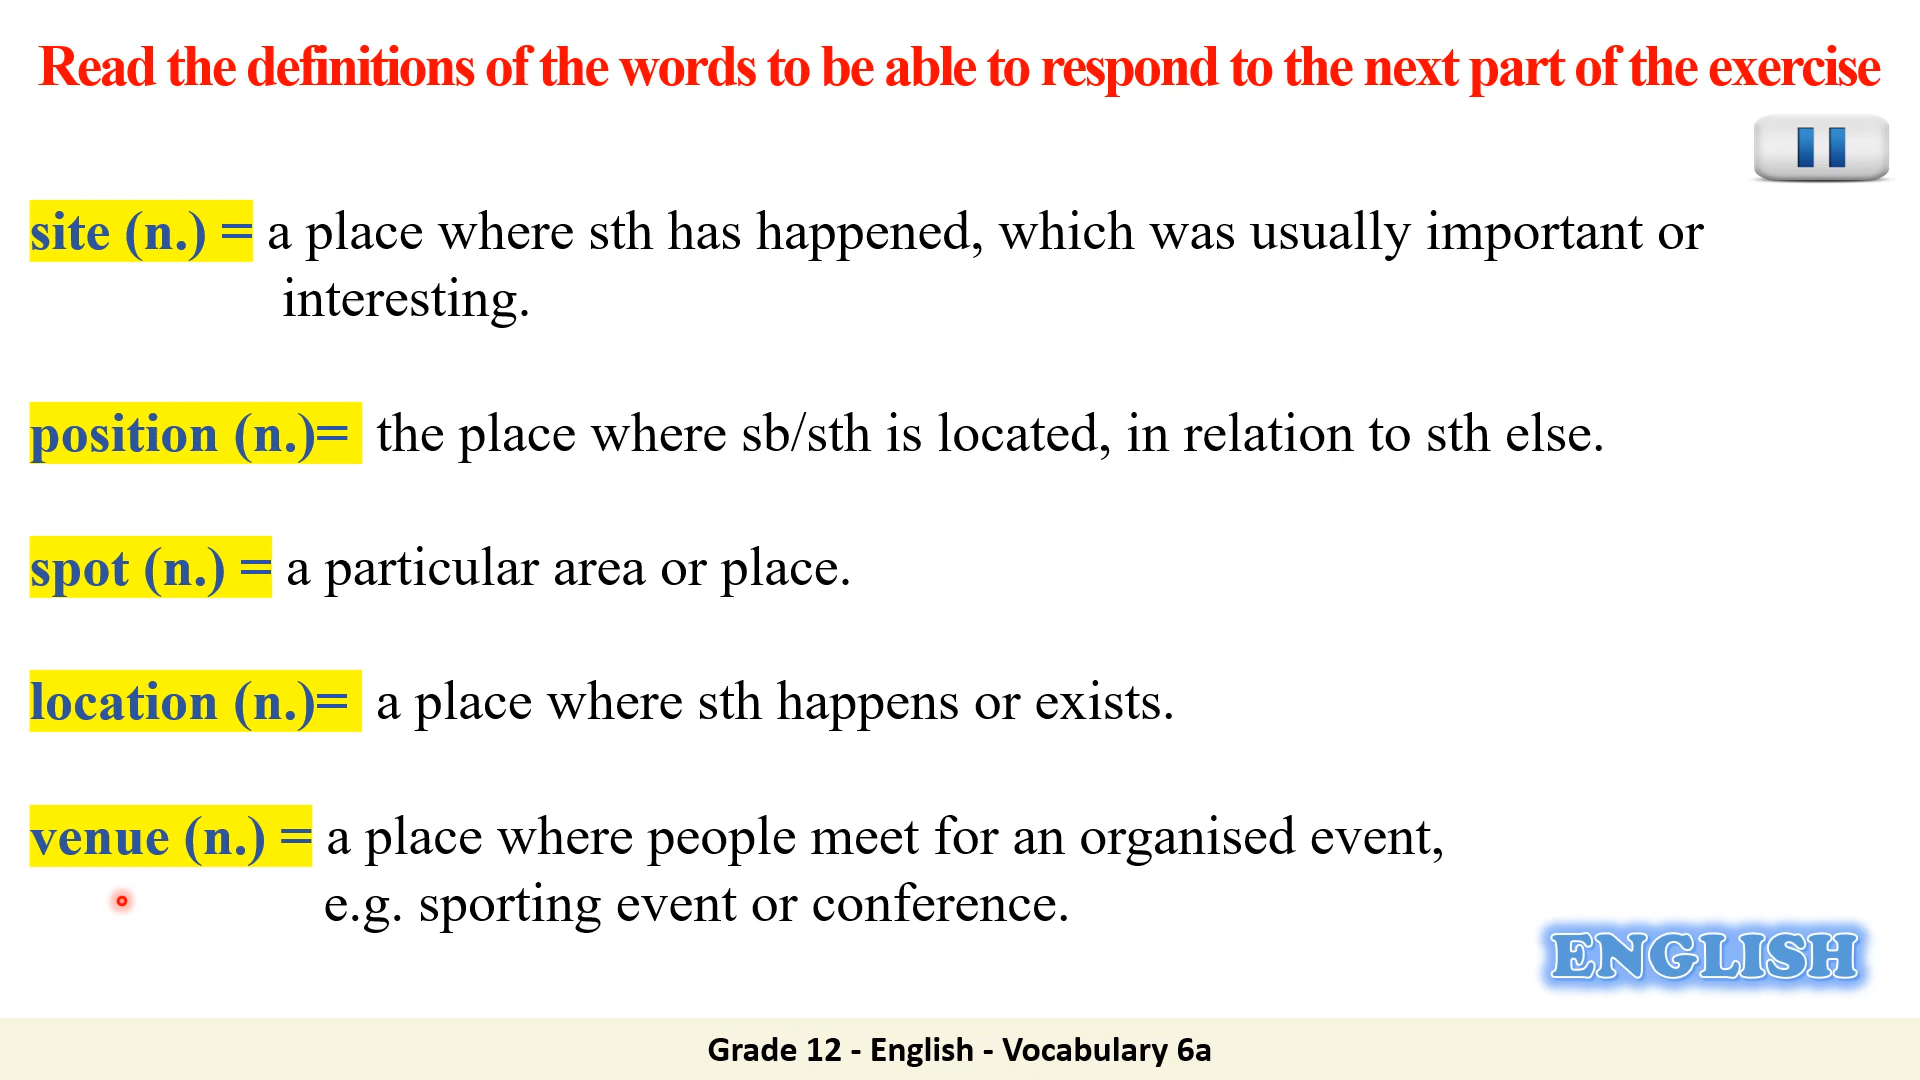 Read the definitions of the words to be able to respond to the next part of the exercise
site (n.) = a place where sth has happened, which was usually important or
interesting.
position (n.)= the place where sb/sth is located, in relation to sth else.
spot (n.) = a particular area or place.
location (n.)= a place where sth happens or exists.
venue (n.) = a place where people meet for an organised event,
e.g. sporting event or conference.
ENGLISH
Grade 12 - English - Vocabulary 6a